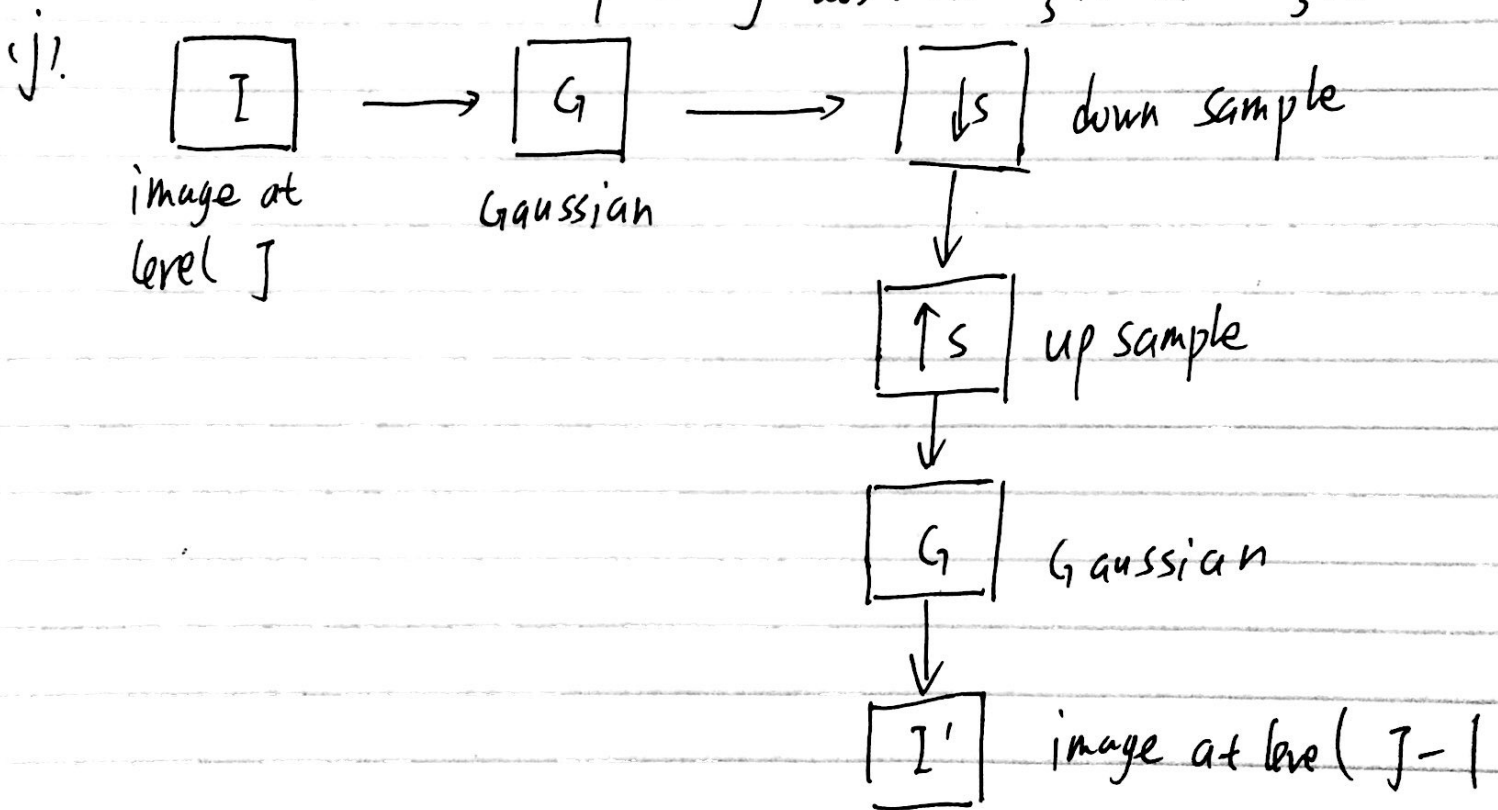 (j).
I
G
↓s down sample
image at
level J
Gaussian
↑s up sample
G Gaussian
I' image at level J-1